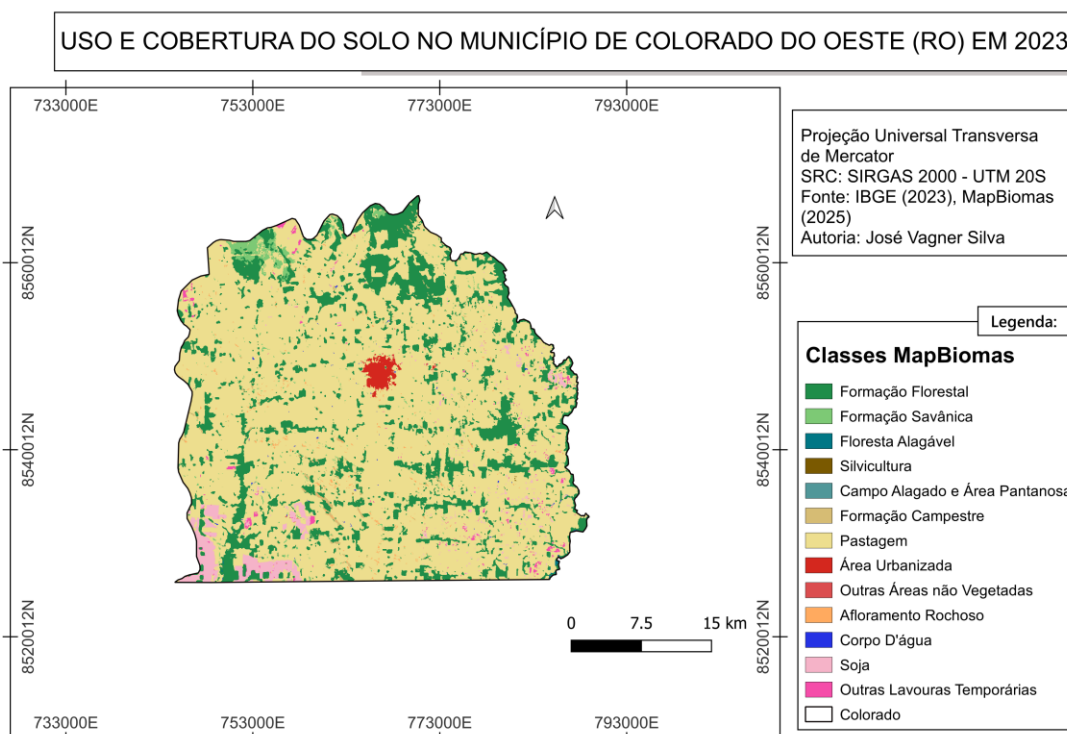 USO E COBERTURA DO SOLO NO MUNICÍPIO DE COLORADO DO OESTE (RO) EM 2023
733000E
753000E
773000E
793000E
Projeção Universal Transversa
de Mercator
SRC: SIRGAS 2000 - UTM 20S
Fonte: IBGE (2023), MapBiomas
(2025)
Autoria: José Vagner Silva
8560012N
8560012N
Legenda:
Classes MapBiomas
Formação Florestal
Formação Savânica
Floresta Alagável
Silvicultura
Campo Alagado e Área Pantanosa
Formação Campestre
Pastagem
Área Urbanizada
Outras Áreas não Vegetadas
Afloramento Rochoso
Corpo D'água
Soja
Outras Lavouras Temporárias
Colorado
8540012N
8540012N
0 7.5 15 km
8520012N
8520012N
733000E
753000E
773000E
793000E